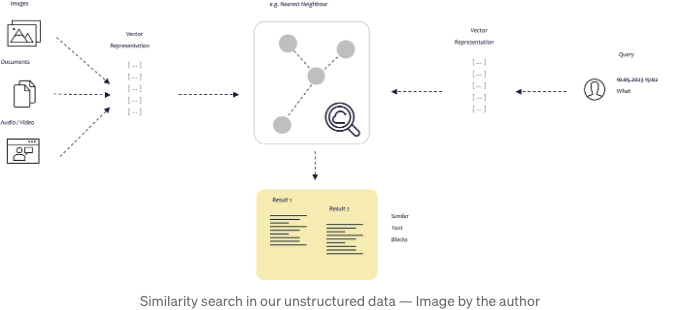 Images
Documents
Audio / Video
Vector
Representation
[ ... ]
[ ... ]
[ ... ]
[ ... ]
[ ... ]
e.g. Nearest Neighbour
Vector
Representation
[ ... ]
[ ... ]
[ ... ]
[ ... ]
[ ... ]
Query
10.05.2023 15:02
What
Result 1
Result 2
Similar
Text
Blocks
Similarity search in our unstructured data — Image by the author